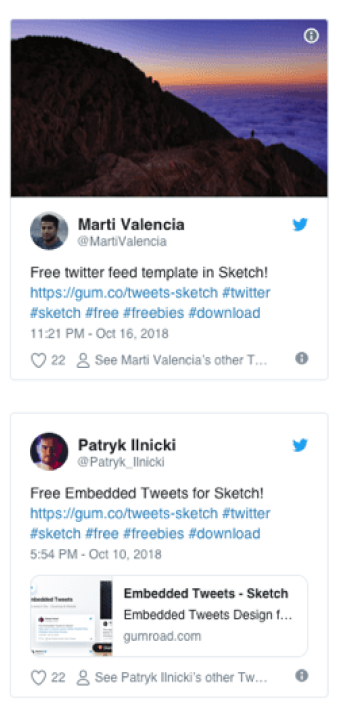 Marti Valencia
@MartiValencia
Free twitter feed template in Sketch!
https://gum.co/tweets-sketch #twitter
#sketch #free #freebies #download
11:21 PM - Oct 16, 2018
22 See Marti Valencia's other T...
Patryk Ilnicki
@Patryk_Ilnicki
Free Embedded Tweets for Sketch!
https://gum.co/tweets-sketch #twitter
#sketch #free #freebies #download
5:54 PM - Oct 10, 2018
Embedded Tweets
Embedded Tweets - Sketch
Embedded Tweets Design f...
gumroad.com
22 See Patryk Ilnicki's other Tw...